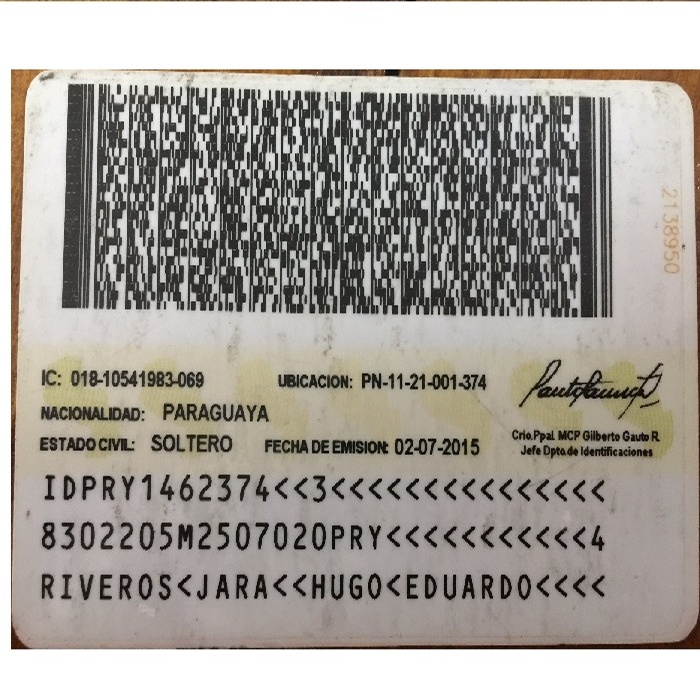 2138950
IC: 018-10541983-069 UBICACION: PN-11-21-001-374
NACIONALIDAD: PARAGUAYA
ESTADO CIVIL: SOLTERO FECHA DE EMISION: 02-07-2015
Crio.Ppal. MCP Gilberto Gauto R.
Jefe Dpto.de Identificaciones
IDPRY1462374<<3<<<<<<<<<<<<<<<
8302205M2507020PRY<<<<<<<<<<<4
RIVEROS<JARA<<HUGO<EDUARDO<<<<